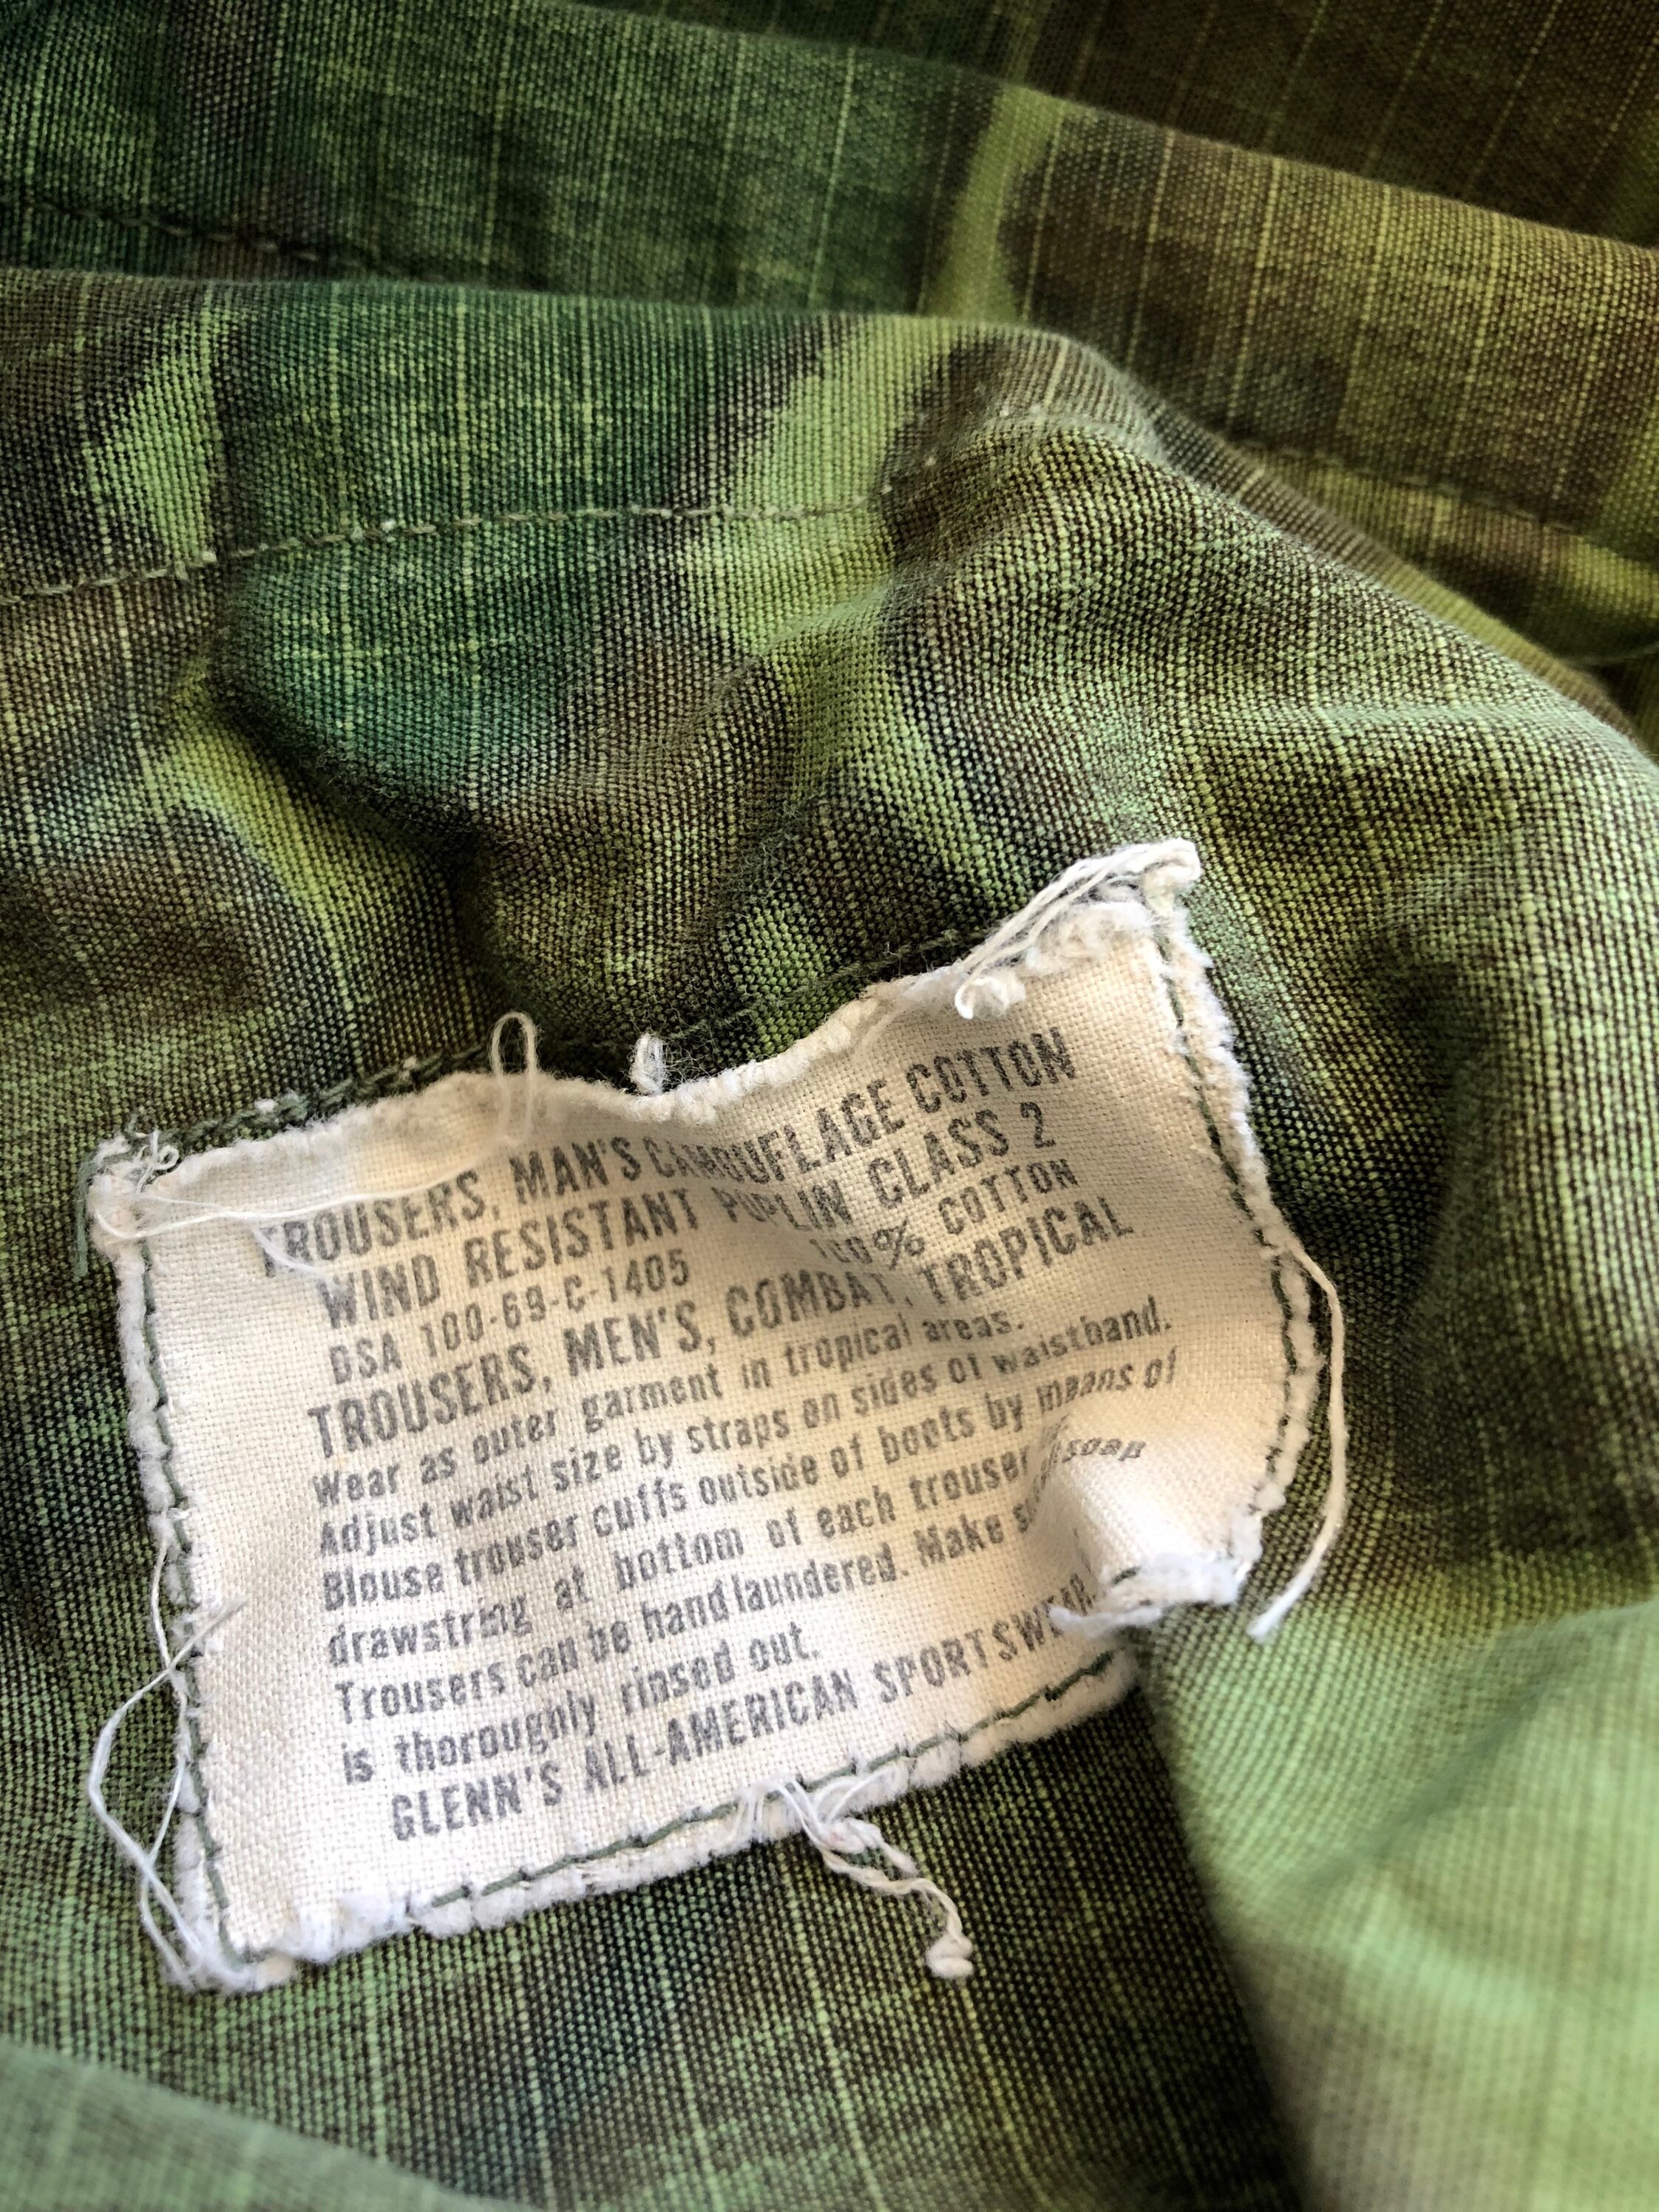 TROUSERS, MAN'S CAMOUFLAGE COTTON
WIND RESISTANT POPLIN CLASS 2
DSA 100-69-C-1405 100% COTTON
TROUSERS, MEN'S, COMBAT, TROPICAL
Wear as outer garment in tropical areas.
Adjust waist size by straps on sides of waistband.
Blouse trouser cuffs outside of boots by means of
drawstring at bottom of each trouser
Trousers can be hand laundered. Make soap
is thoroughly rinsed out.
GLENN'S ALL-AMERICAN SPORTSWEAR